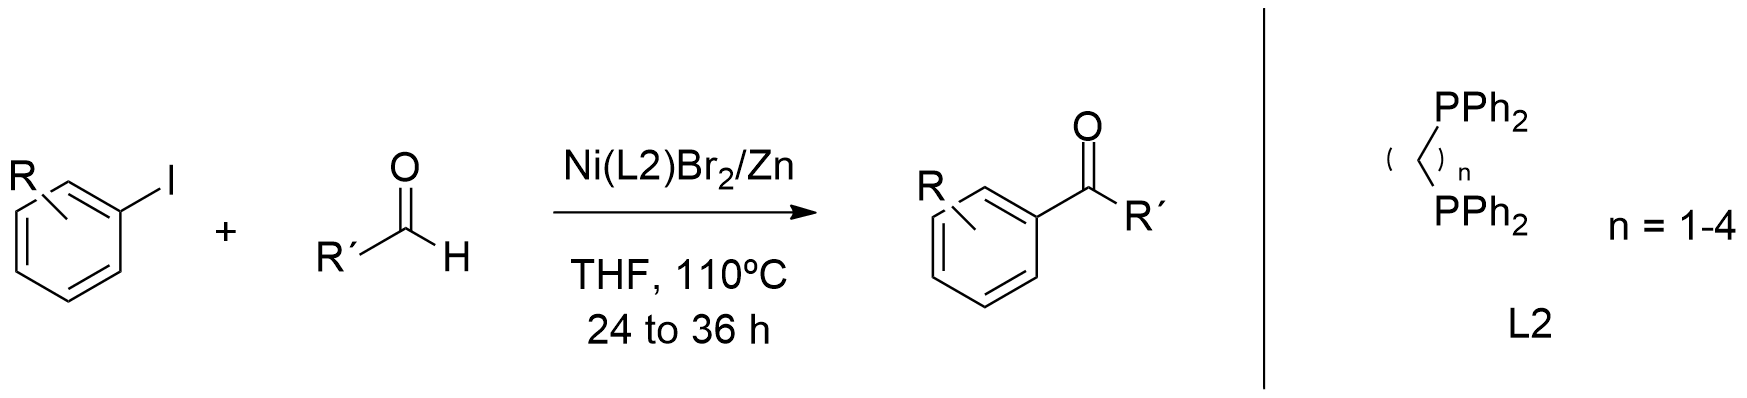 R
I
+
O
R´
H
Ni(L2)Br2/Zn
THF, 110ºC
24 to 36 h
R
O
R´
PPh2
( ) n
PPh2
n = 1-4
L2